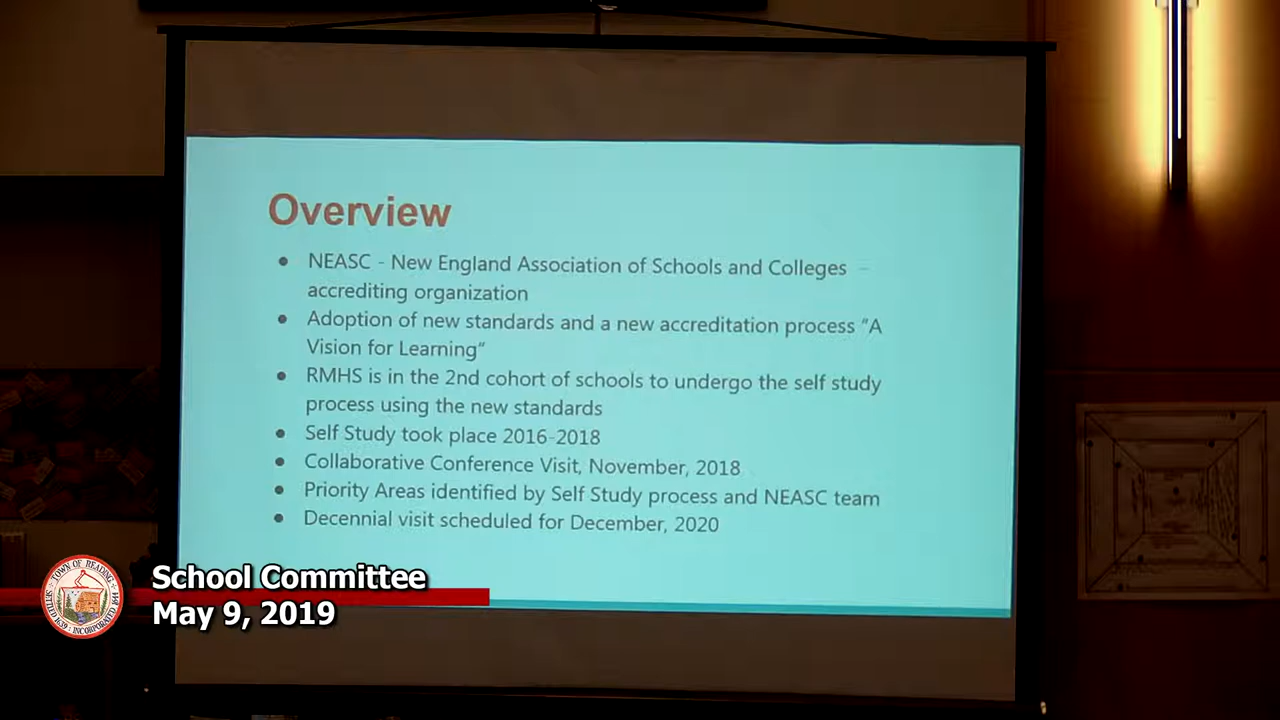 Overview
• NEASC - New England Association of Schools and Colleges –
accrediting organization
• Adoption of new standards and a new accreditation process “A
Vision for Learning”
• RMHS is in the 2nd cohort of schools to undergo the self study
process using the new standards
• Self Study took place 2016-2018
• Collaborative Conference Visit, November, 2018
• Priority Areas identified by Self Study process and NEASC team
• Decennial visit scheduled for December, 2020
TOWN OF READING
School Committee
May 9, 2019